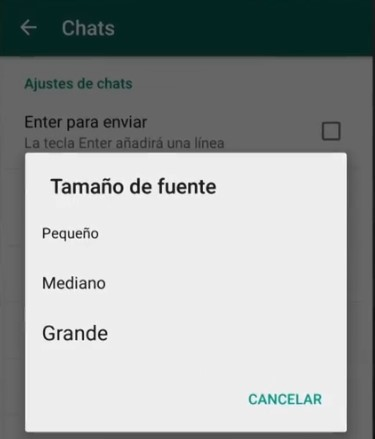 Chats
Ajustes de chats
Enter para enviar
La tecla Enter añadirá una línea
Tamaño de fuente
Pequeño
Mediano
Grande
CANCELAR